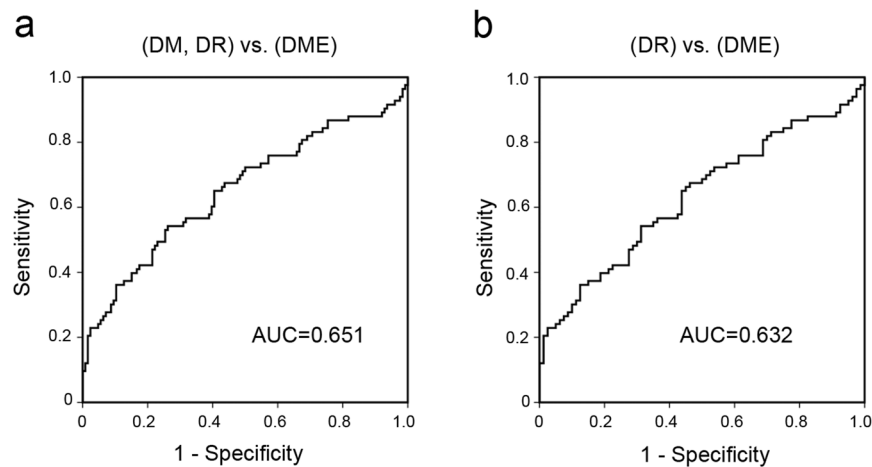 a
(DM, DR) vs. (DME)
1.0
0.8
0.6
0.4
0.2
0
Sensitivity
AUC=0.651
0 0.2 0.4 0.6 0.8 1.0
1 - Specificity
b
(DR) vs. (DME)
1.0
0.8
0.6
0.4
0.2
0
Sensitivity
AUC=0.632
0 0.2 0.4 0.6 0.8 1.0
1 - Specificity